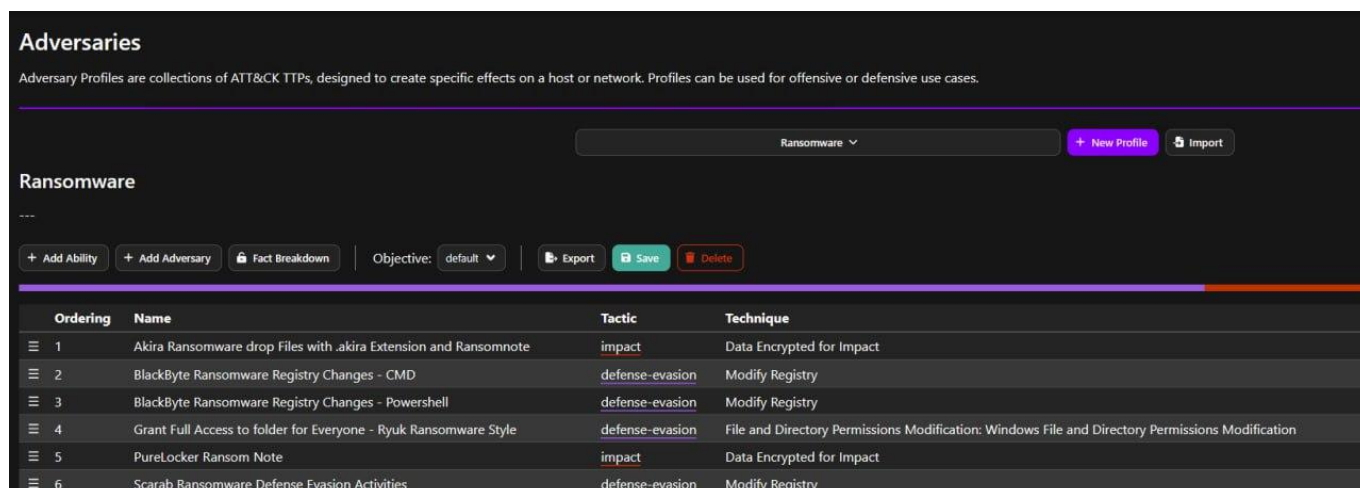 Adversaries
Adversary Profiles are collections of ATT&CK TTPs, designed to create specific effects on a host or network. Profiles can be used for offensive or defensive use cases.
Ransomware
+ New Profile
Import
Ransomware
---
+ Add Ability
+ Add Adversary
Fact Breakdown
Objective: default
Export
Save
Delete
Ordering Name Tactic Technique
1 Akira Ransomware drop Files with .akira Extension and Ransomnote impact Data Encrypted for Impact
2 BlackByte Ransomware Registry Changes - CMD defense-evasion Modify Registry
3 BlackByte Ransomware Registry Changes - Powershell defense-evasion Modify Registry
4 Grant Full Access to folder for Everyone - Ryuk Ransomware Style defense-evasion File and Directory Permissions Modification: Windows File and Directory Permissions Modification
5 PureLocker Ransom Note impact Data Encrypted for Impact
6 Scarab Ransomware Defense Evasion Activities defense-evasion Modify Registry